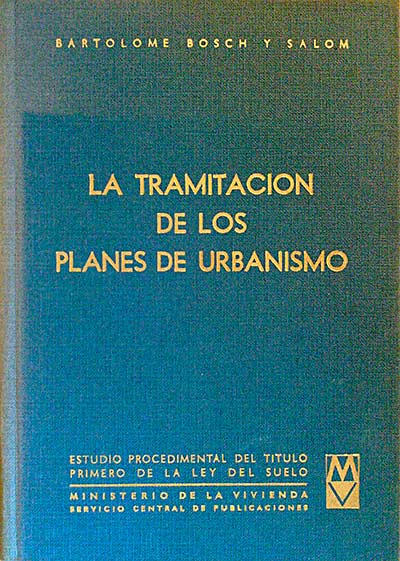 BARTOLOME BOSCH Y SALOM
LA TRAMITACION
DE LOS
PLANES DE URBANISMO
ESTUDIO PROCEDIMENTAL DEL TITULO
PRIMERO DE LA LEY DEL SUELO
MINISTERIO DE LA VIVIENDA
SERVICIO CENTRAL DE PUBLICACIONES
MV